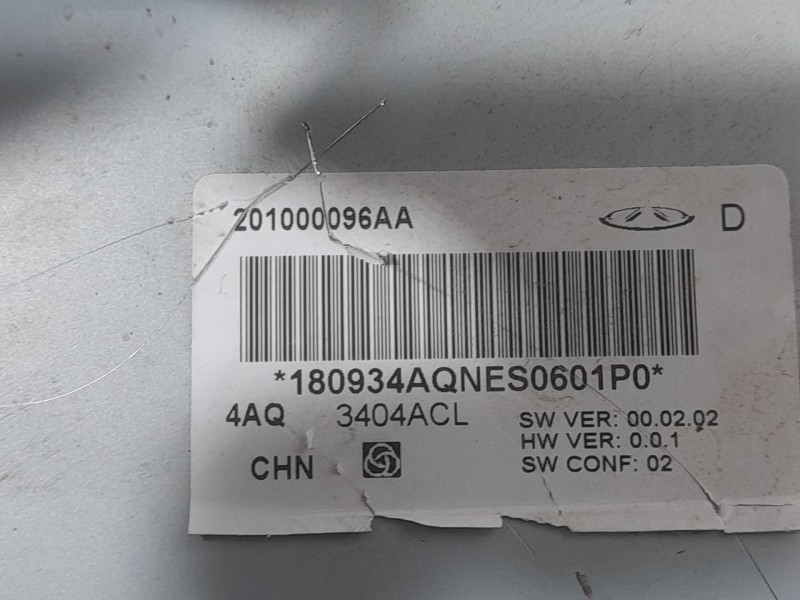 201000096AA D
*180934AQNES0601P0*
4AQ 3404ACL SW VER: 00.02.02
HW VER: 0.0.1
CHN SW CONF: 02